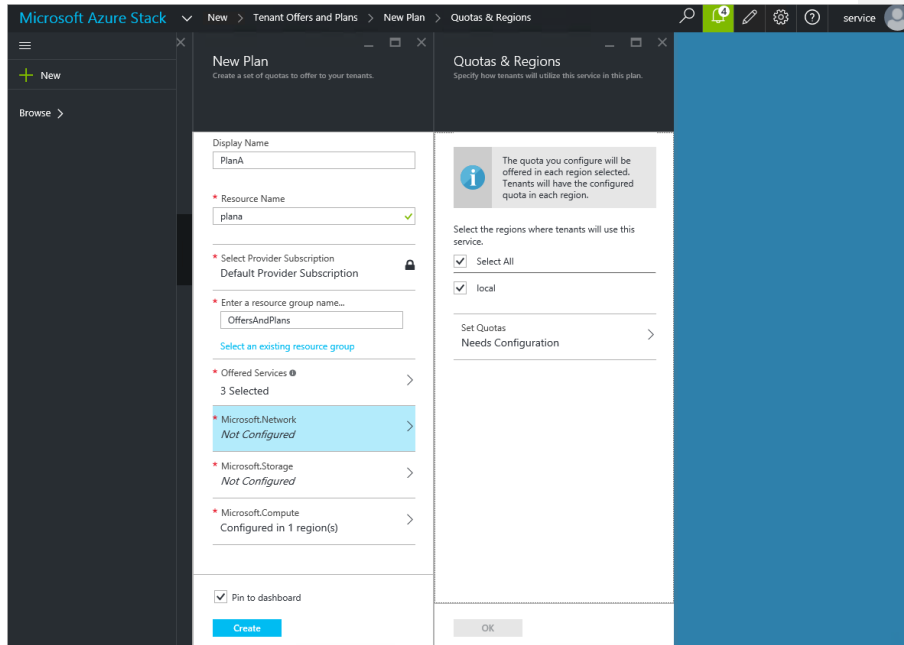 Microsoft Azure Stack New > Tenant Offers and Plans > New Plan > Quotas & Regions 4 service
New
Browse >
New Plan
Create a set of quotas to offer to your tenants.
Display Name
PlanA
* Resource Name
plana
* Select Provider Subscription
Default Provider Subscription
* Enter a resource group name...
OffersAndPlans
Select an existing resource group
* Offered Services
3 Selected
* Microsoft.Network
Not Configured
* Microsoft.Storage
Not Configured
* Microsoft.Compute
Configured in 1 region(s)
Pin to dashboard
Create
Quotas & Regions
Specify how tenants will utilize this service in this plan.
The quota you configure will be
offered in each region selected.
Tenants will have the configured
quota in each region.
Select the regions where tenants will use this
service.
Select All
local
Set Quotas
Needs Configuration
OK